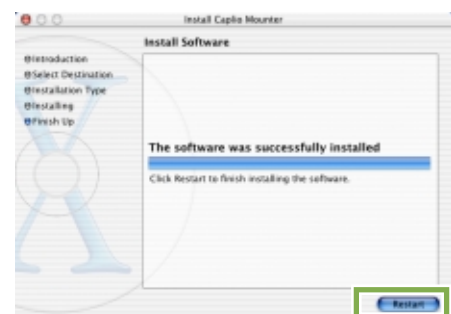 Install Caplio Mounter
Install Software
Introduction
Select Destination
Installation Type
Installing
Finish Up
The software was successfully installed
Click Restart to finish installing the software.
Restart